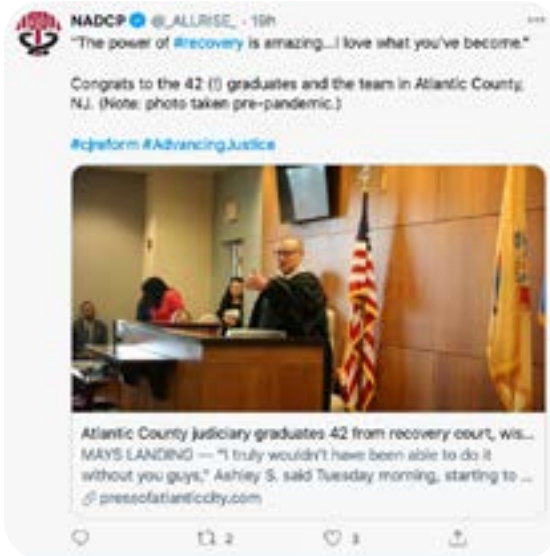 NADCP @_ALLRISE_ · 19h
"The power of #recovery is amazing...I love what you've become."
Congrats to the 42 (!) graduates and the team in Atlantic County,
NJ. (Note: photo taken pre-pandemic.)
#cjreform #AdvancingJustice
Atlantic County judiciary graduates 42 from recovery court, wis...
MAYS LANDING — "I truly wouldn't have been able to do it
without you guys," Ashley S. said Tuesday morning, starting to ...
pressofatlanticcity.com
2 3